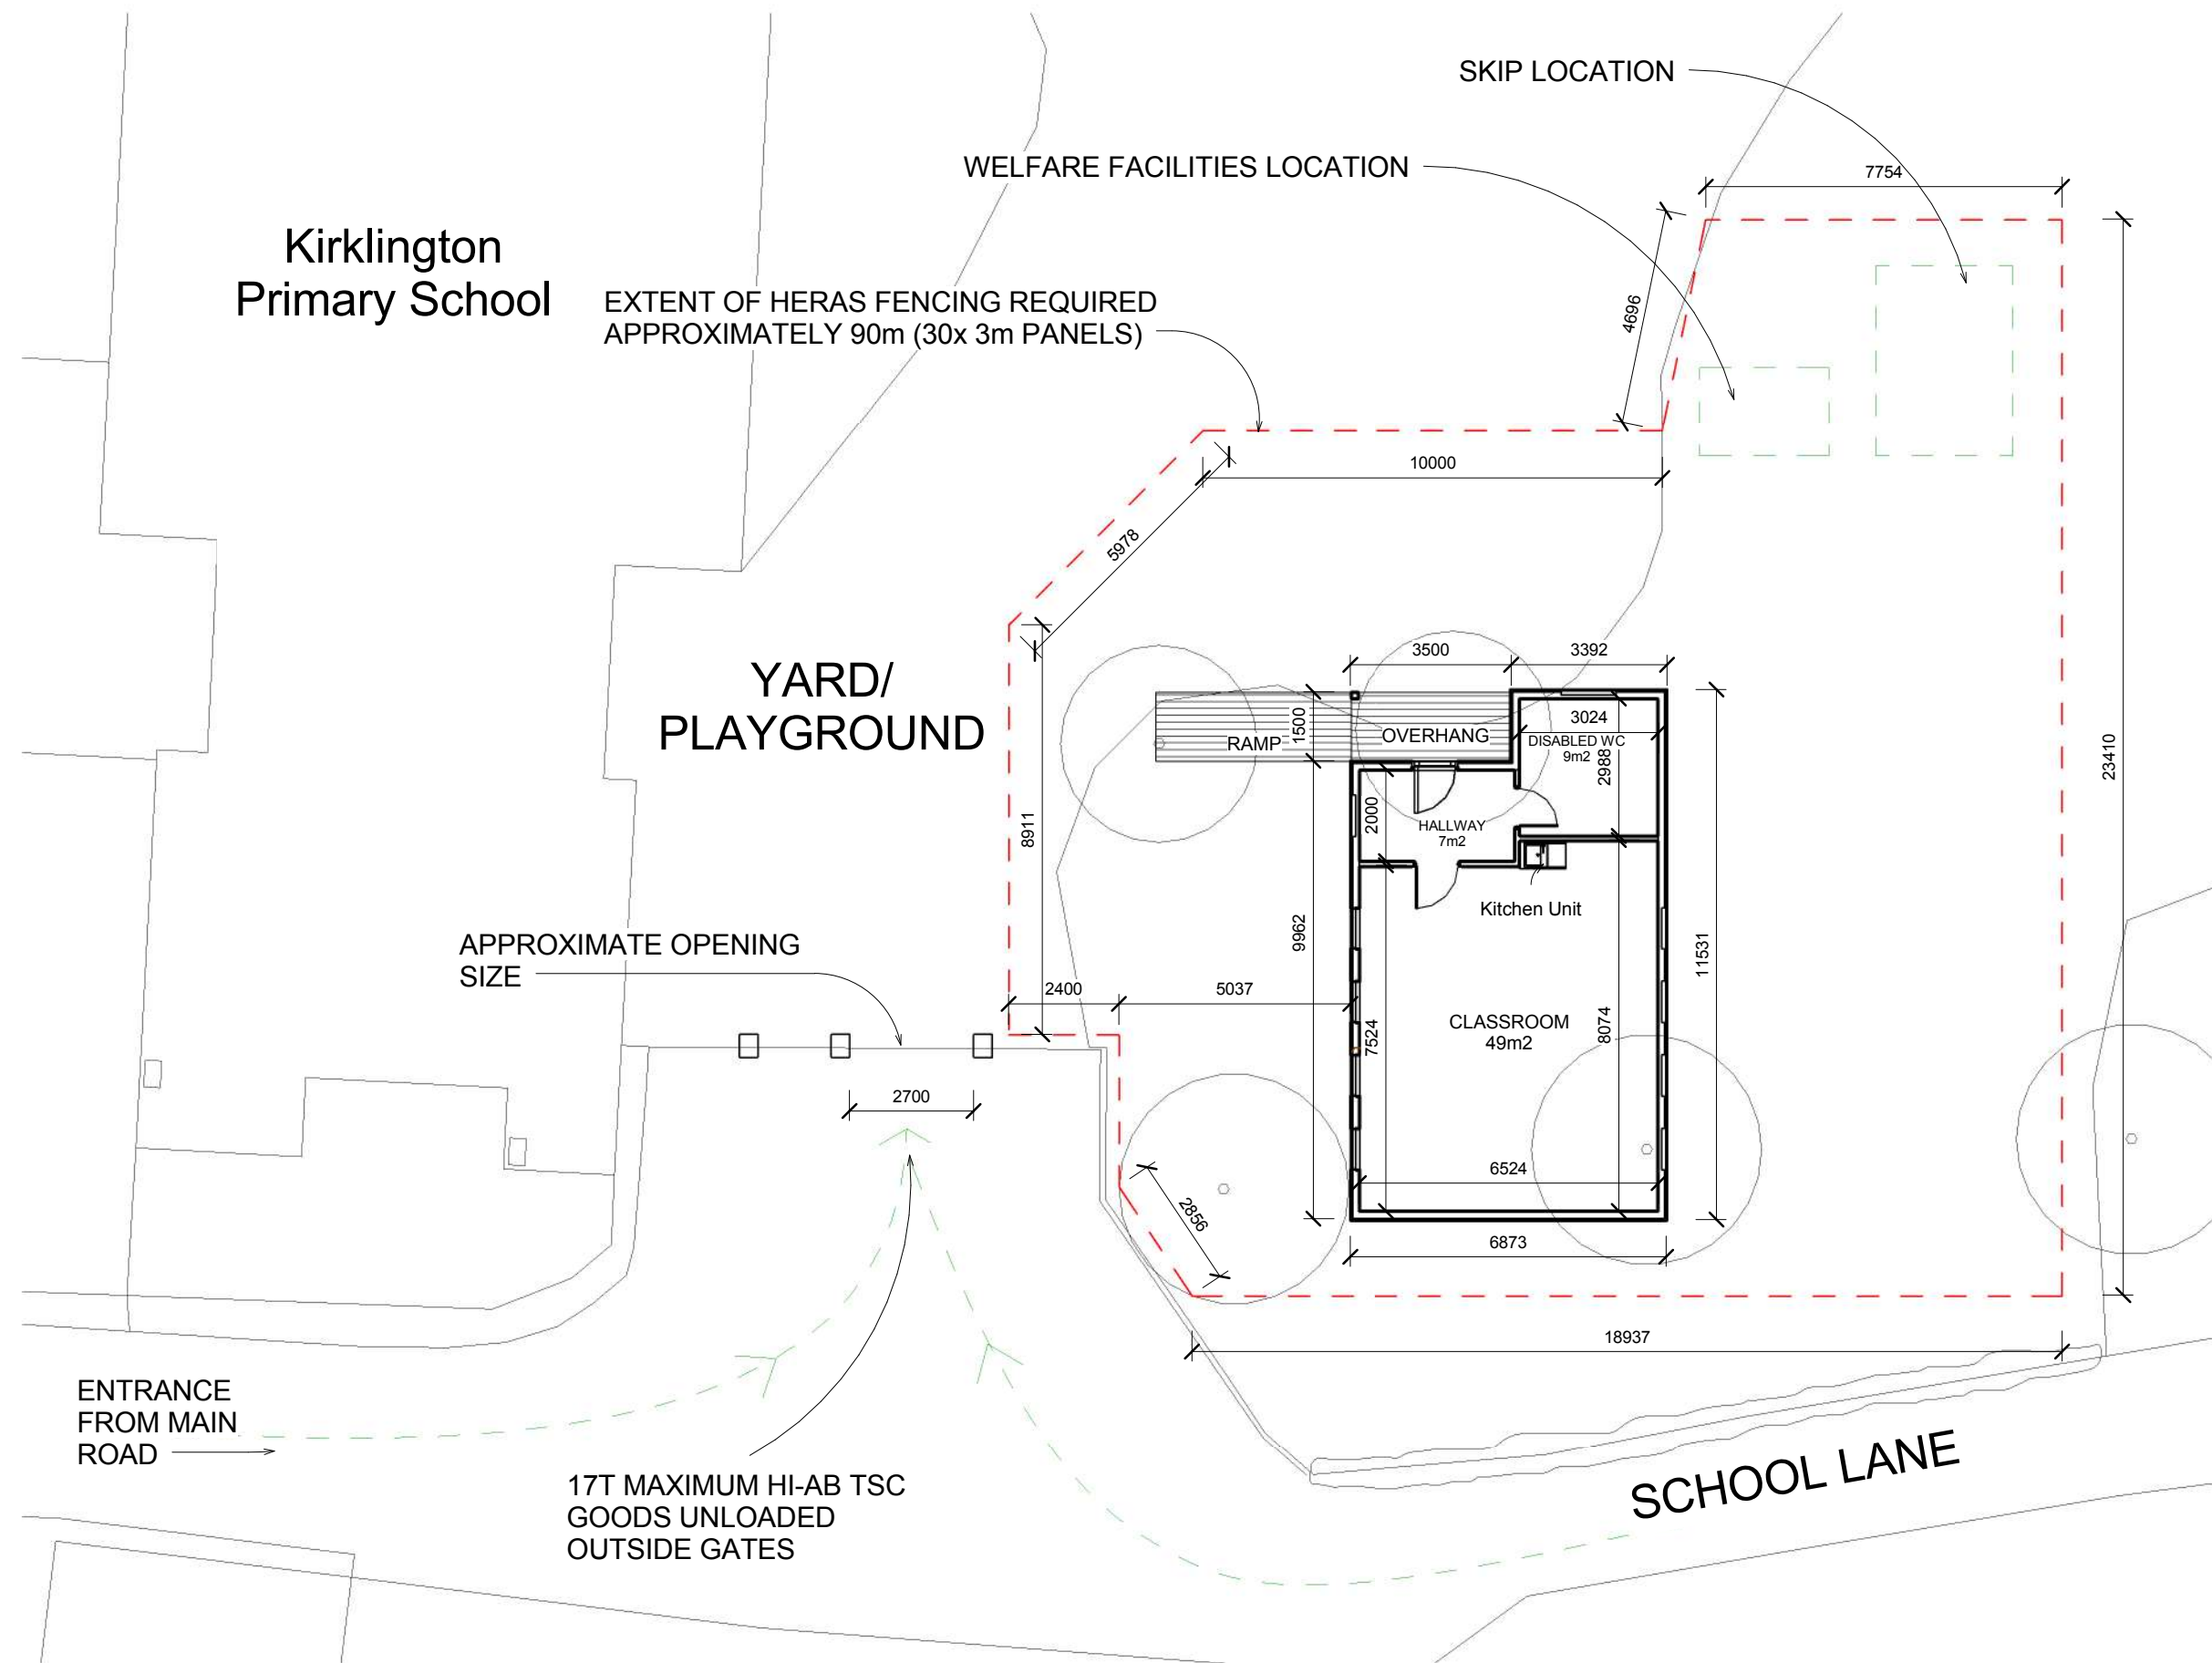 SKIP LOCATION
WELFARE FACILITIES LOCATION
7754
Kirklington
Primary School
EXTENT OF HERAS FENCING REQUIRED
APPROXIMATELY 90m (30x 3m PANELS)
4696
10000
5978
YARD/
PLAYGROUND
3500
3392
1500
RAMP
OVERHANG
3024
DISABLED WC
9m2
2988
23410
2000
HALLWAY
7m2
8911
Kitchen Unit
9962
11531
APPROXIMATE OPENING
SIZE
2400
5037
7524
CLASSROOM
49m2
8074
2700
6524
2856
6873
18937
ENTRANCE
FROM MAIN
ROAD
17T MAXIMUM HI-AB TSC
GOODS UNLOADED
OUTSIDE GATES
SCHOOL LANE